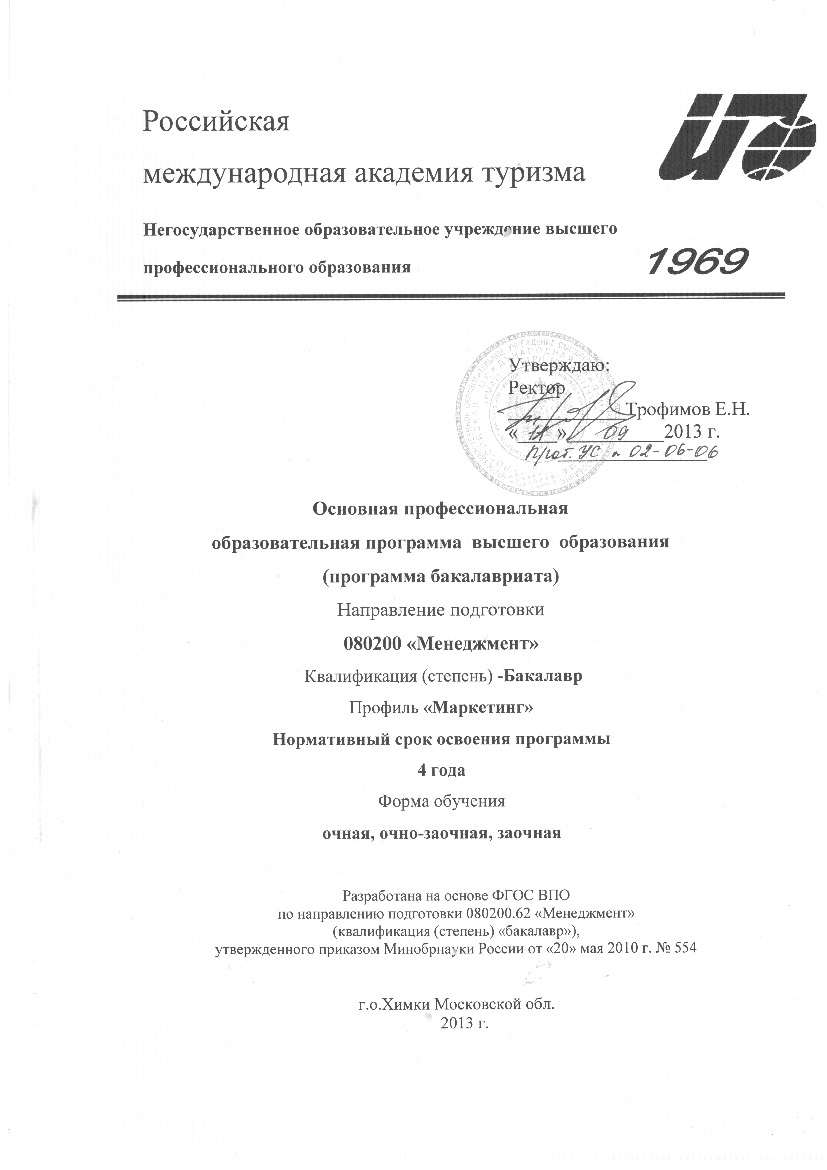 Российская
международная академия туризма
Негосударственное образовательное учреждение высшего
профессионального образования
1969
Утверждаю:
Ректор
Трофимов Е.Н.
« » 09 2013 г.
Прот. УС 02-06-06
Основная профессиональная
образовательная программа высшего образования
(программа бакалавриата)
Направление подготовки
080200 «Менеджмент»
Квалификация (степень) -Бакалавр
Профиль «Маркетинг»
Нормативный срок освоения программы
4 года
Форма обучения
очная, очно-заочная, заочная
Разработана на основе ФГОС ВПО
по направлению подготовки 080200.62 «Менеджмент»
(квалификация (степень) «бакалавр»),
утвержденного приказом Минобрнауки России от «20» мая 2010 г. № 554
г.о.Химки Московской обл.
2013 г.